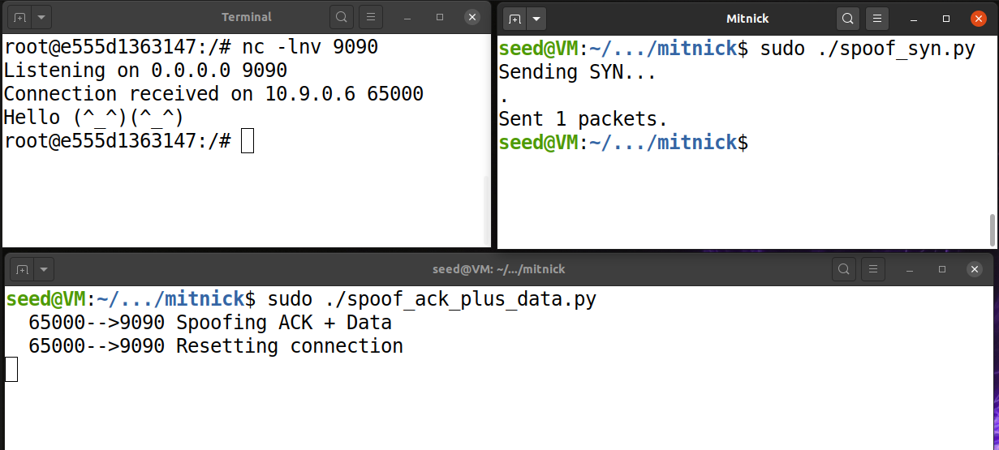 Terminal
root@e555d1363147:/# nc -lnv 9090
Listening on 0.0.0.0 9090
Connection received on 10.9.0.6 65000
Hello (^_^)(^_^)
root@e555d1363147:/#
Mitnick
seed@VM:~/.../mitnick$ sudo ./spoof_syn.py
Sending SYN...
.
Sent 1 packets.
seed@VM:~/.../mitnick$
seed@VM: ~/.../mitnick
seed@VM:~/.../mitnick$ sudo ./spoof_ack_plus_data.py
  65000-->9090 Spoofing ACK + Data
  65000-->9090 Resetting connection